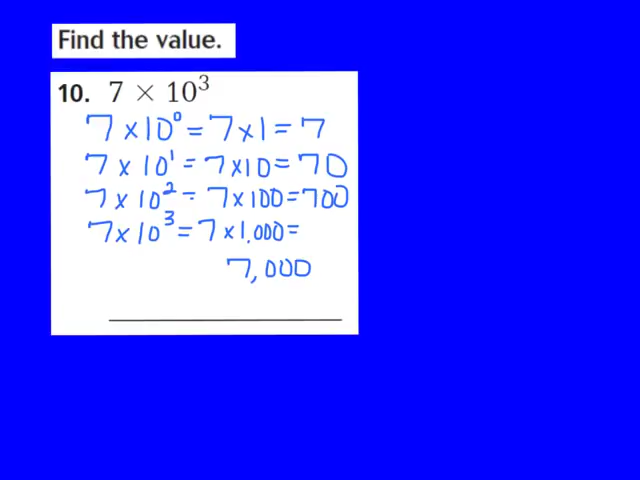 Find the value.
10. 7 × 10³
7 × 10⁰ = 7 × 1 = 7
7 × 10¹ = 7 × 10 = 70
7 × 10² = 7 × 100 = 700
7 × 10³ = 7 × 1,000 =
7,000